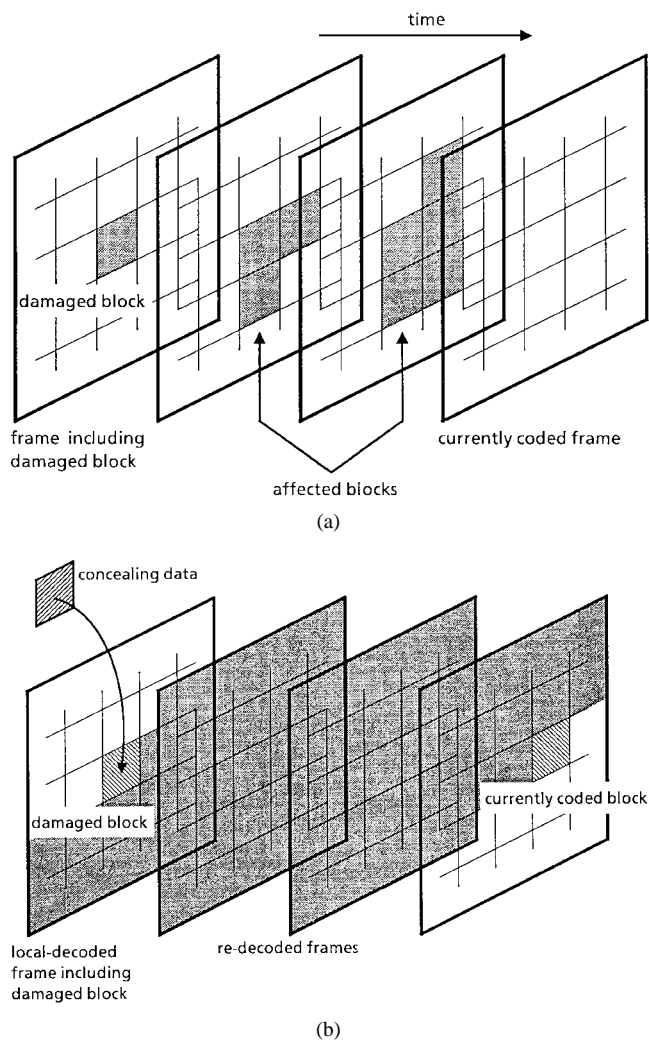 time
damaged block
frame including
damaged block
currently coded frame
affected blocks
(a)
concealing data
damaged block
currently coded block
local-decoded
frame including
damaged block
re-decoded frames
(b)